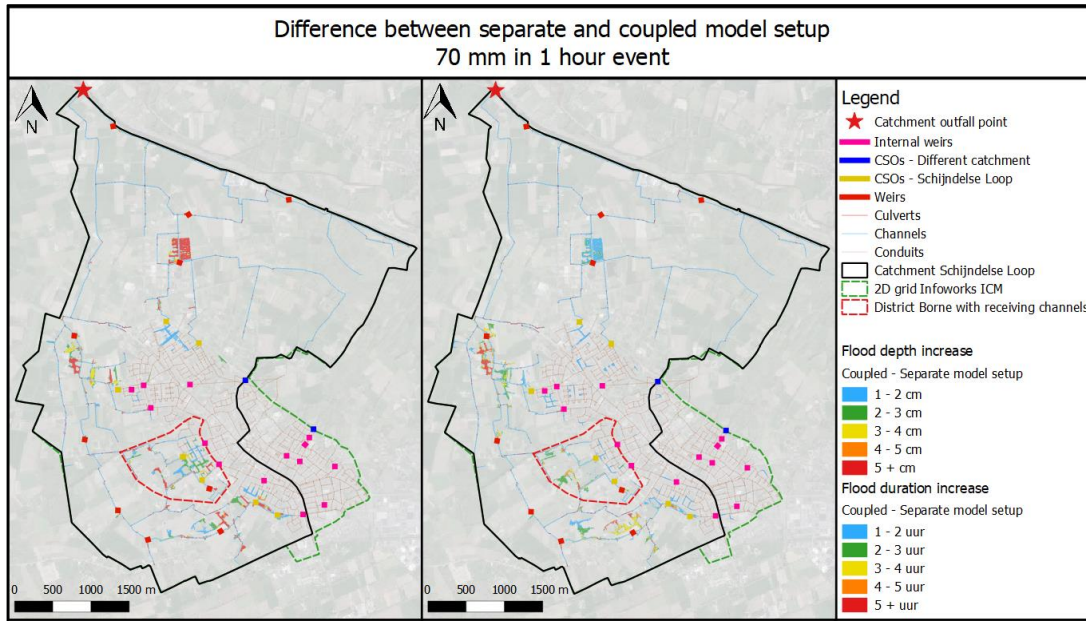 Difference between separate and coupled model setup
70 mm in 1 hour event
N
0 500 1000 1500 m
N
0 500 1000 1500 m
Legend
Catchment outfall point
Internal weirs
CSOs - Different catchment
CSOs - Schijndelse Loop
Weirs
Culverts
Channels
Conduits
Catchment Schijndelse Loop
2D grid Infoworks ICM
District Borne with receiving channels
Flood depth increase
Coupled - Separate model setup
1 - 2 cm
2 - 3 cm
3 - 4 cm
4 - 5 cm
5 + cm
Flood duration increase
Coupled - Separate model setup
1 - 2 uur
2 - 3 uur
3 - 4 uur
4 - 5 uur
5 + uur